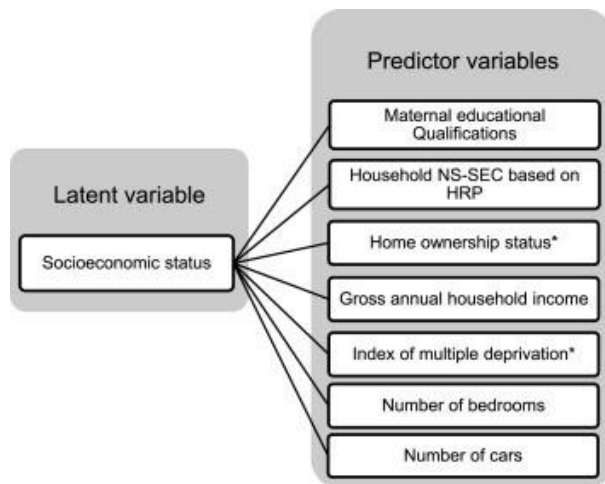 Predictor variables
Maternal educational
Qualifications
Household NS-SEC based on
HRP
Latent variable
Home ownership status*
Socioeconomic status
Gross annual household income
Index of multiple deprivation*
Number of bedrooms
Number of cars